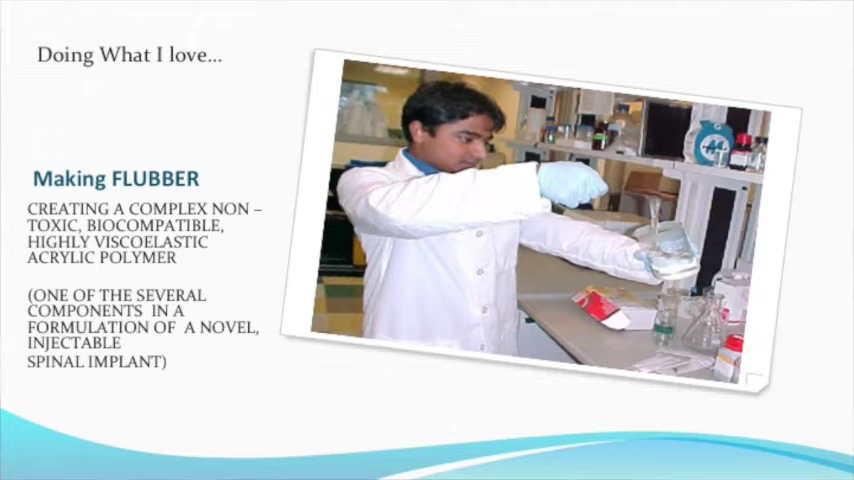 Doing What I love...
Making FLUBBER
CREATING A COMPLEX NON –
TOXIC, BIOCOMPATIBLE,
HIGHLY VISCOELASTIC
ACRYLIC POLYMER
(ONE OF THE SEVERAL
COMPONENTS IN A
FORMULATION OF A NOVEL,
INJECTABLE
SPINAL IMPLANT)